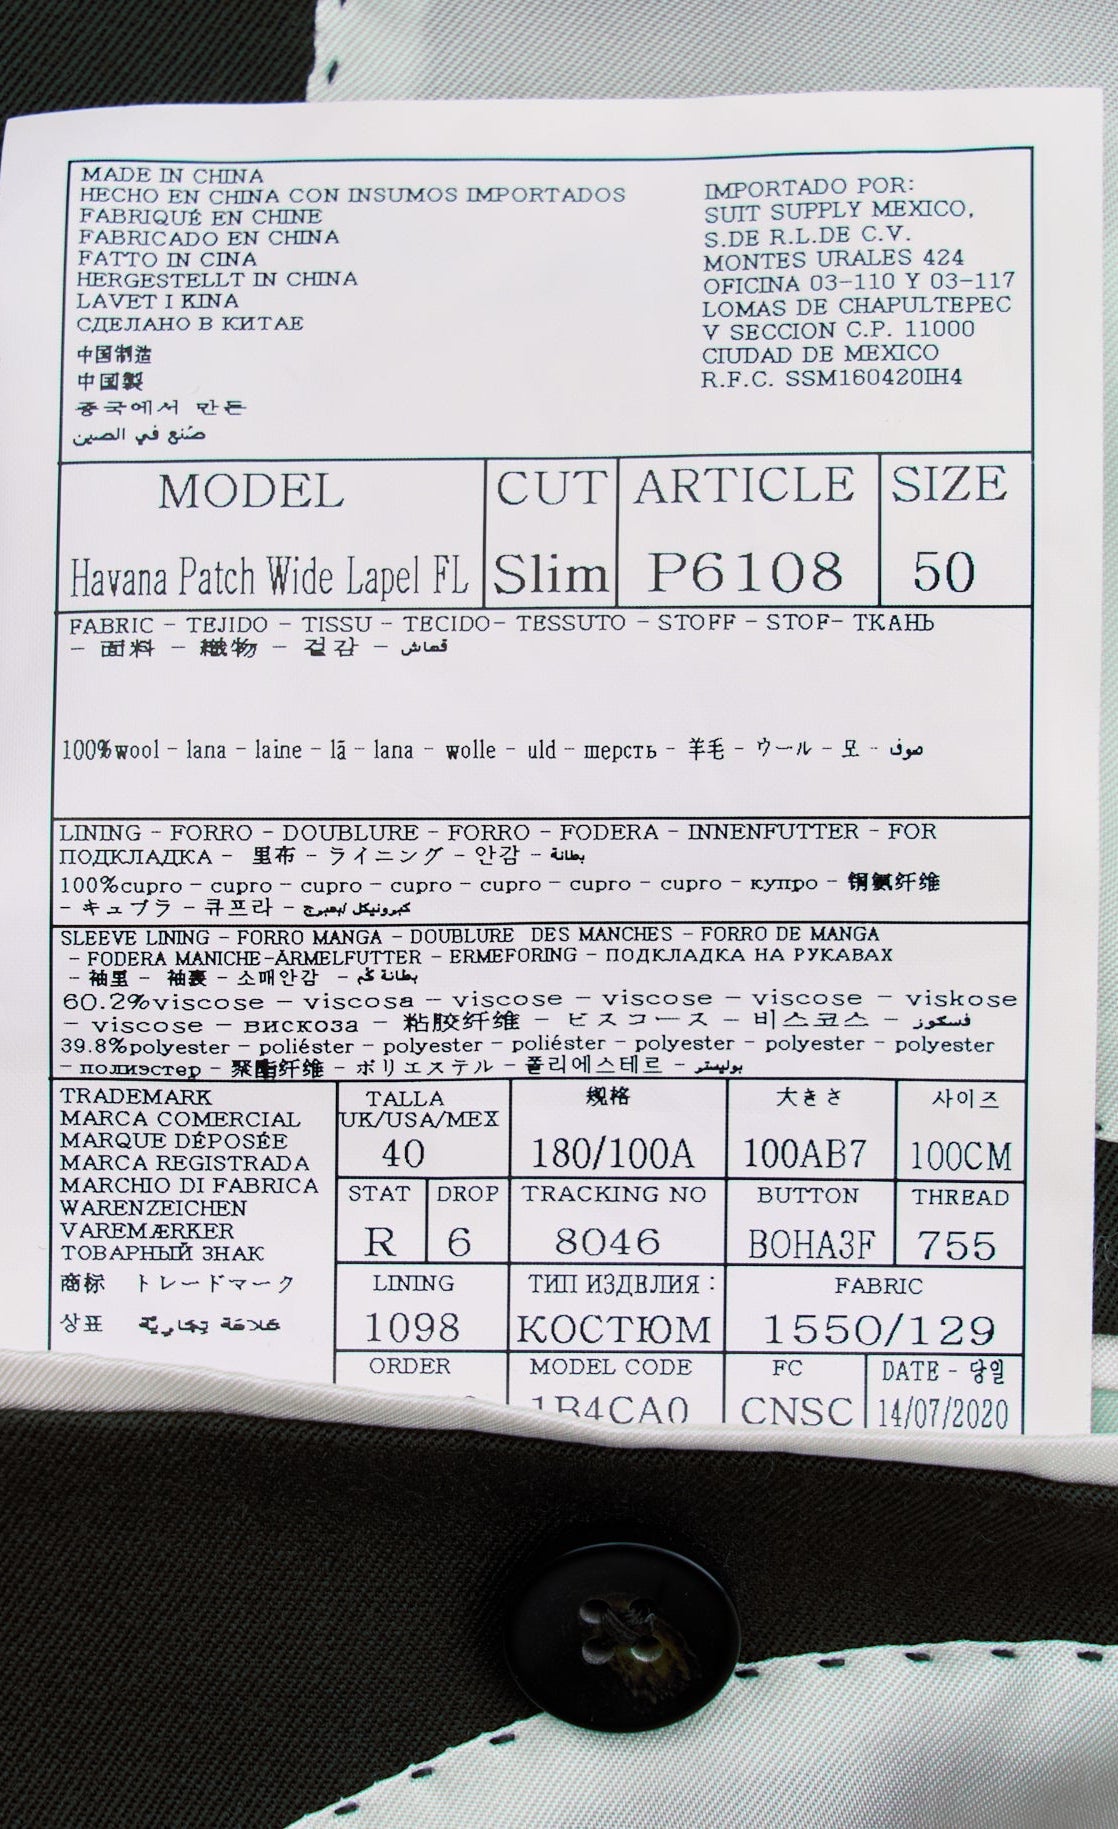 MADE IN CHINA
HECHO EN CHINA CON INSUMOS IMPORTADOS
FABRIQUÉ EN CHINE
FABRICADO EN CHINA
FATTO IN CINA
HERGESTELLT IN CHINA
LAVET I KINA
СДЕЛАНО В КИТАЕ
中国制造
中國製
중국에서 만든
صنع في الصين
IMPORTADO POR:
SUIT SUPPLY MEXICO,
S.DE R.L.DE C.V.
MONTES URALES 424
OFICINA 03-110 Y 03-117
LOMAS DE CHAPULTEPEC
V SECCION C.P. 11000
CIUDAD DE MEXICO
R.F.C. SSM160420IH4
MODEL CUT ARTICLE SIZE
Havana Patch Wide Lapel FL Slim P6108 50
FABRIC - TEJIDO - TISSU - TECIDO- TESSUTO - STOFF - STOF- ТКАНЬ
- 面料 - 織物 - 겉감 - قماش
100%wool - lana - laine - lã - lana - wolle - uld - шерсть - 羊毛 - ウール - 모 - صوف
LINING - FORRO - DOUBLURE - FORRO - FODERA - INNENFUTTER - FOR
ПОДКЛАДКА - 里布 - ライニング - 안감 - بطانة
100%cupro - cupro - cupro - cupro - cupro - cupro - cupro - купро - 铜氨纤维
- キュプラ - 큐프라 -
SLEEVE LINING - FORRO MANGA - DOUBLURE DES MANCHES - FORRO DE MANGA
- FODERA MANICHE-ARMELFUTTER - ERMEFORING - ПОДКЛАДКА НА РУКАВАХ
- 袖里 - 袖裏 - 소매안감 - بطانة كم
60.2%viscose - viscosa - viscose - viscose - viscose - viskose
- viscose - вискоза - 粘胶纤维 - ビスコース - 비스코스 - فسكوز
39.8%polyester - poliéster - polyester - poliéster - polyester - polyester - polyester
- полиэстер - 聚酯纤维 - ポリエステル - 폴리에스테르 - بوليستر
TRADEMARK
MARCA COMERCIAL
MARQUE DÉPOSÉE
MARCA REGISTRADA
MARCHIO DI FABRICA
WARENZEICHEN
VAREMÆRKER
ТОВАРНЫЙ ЗНАК
商标 トレードマーク
상표 علامة تجارية
TALLA 规格 大きさ 사이즈
UK/USA/MEX
40 180/100A 100AB7 100CM
STAT DROP TRACKING NO BUTTON THREAD
R 6 8046 BOHA3F 755
LINING ТИП ИЗДЕЛИЯ : FABRIC
1098 КОСТЮМ 1550/129
ORDER MODEL CODE FC DATE - 당일
1B4CA0 CNSC 14/07/2020